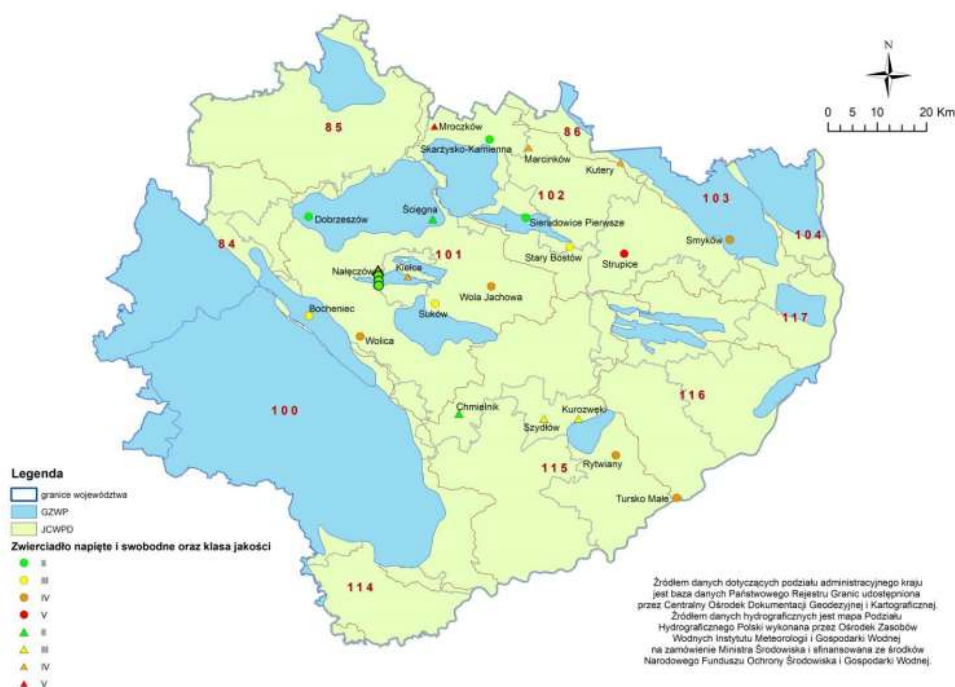 N
0 10 20 Km
85
86
Mroczków
Skarżysko-Kamienna
Marcinków
Kutery
102
103
Dobrzeszów
Ściegna
Sieradowice Pierwsze
Smyków
104
84
101
Stary Bostów
Strupice
Nałęczów
Kielce
Wola Jachowa
Bocheniec
Suków
117
Wolica
116
100
Chmielnik
Szydłów
Kurozwęki
115
Rytwiany
Tursko Małe
114
Legenda
granice województwa
GZWP
JCWPD
Zwierciadło napięte i swobodne oraz klasa jakości
II
III
IV
V
II
III
IV
V
Źródłem danych dotyczących podziału administracyjnego kraju
jest baza danych Państwowego Rejestru Granic udostępniona
przez Centralny Ośrodek Dokumentacji Geodezyjnej i Kartograficznej.
Źródłem danych hydrograficznych jest mapa Podziału
Hydrograficznego Polski wykonana przez Ośrodek Zasobów
Wodnych Instytutu Meteorologii i Gospodarki Wodnej
na zamówienie Ministra Środowiska i sfinansowana ze środków
Narodowego Funduszu Ochrony Środowiska i Gospodarki Wodnej.